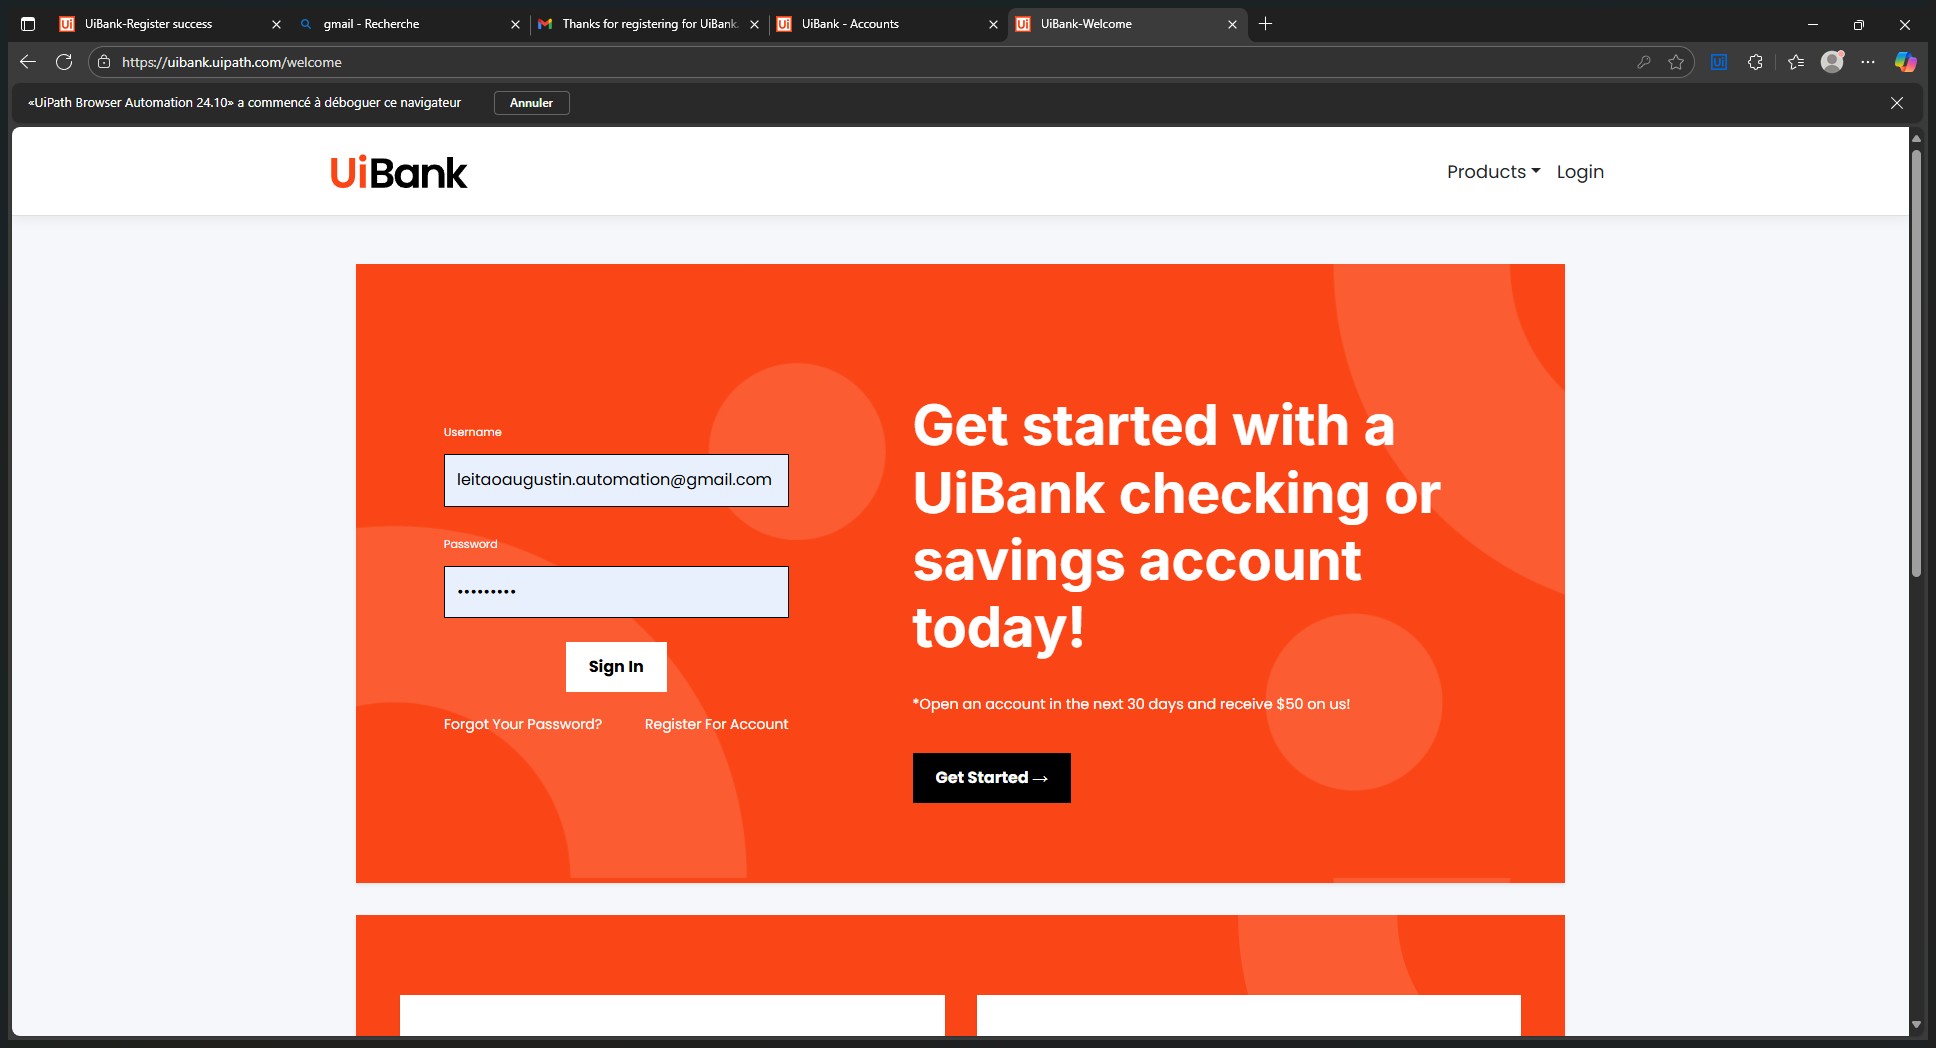 UiBank-Register success
gmail - Recherche
Thanks for registering for UiBank.
UiBank - Accounts
UiBank-Welcome
https://uibank.uipath.com/welcome
«UiPath Browser Automation 24.10» a commencé à déboguer ce navigateur
Annuler
UiBank
Products
Login
Username
leitaoaugustin.automation@gmail.com
Password
•••••••••
Sign In
Forgot Your Password?
Register For Account
Get started with a
UiBank checking or
savings account
today!
*Open an account in the next 30 days and receive $50 on us!
Get Started →